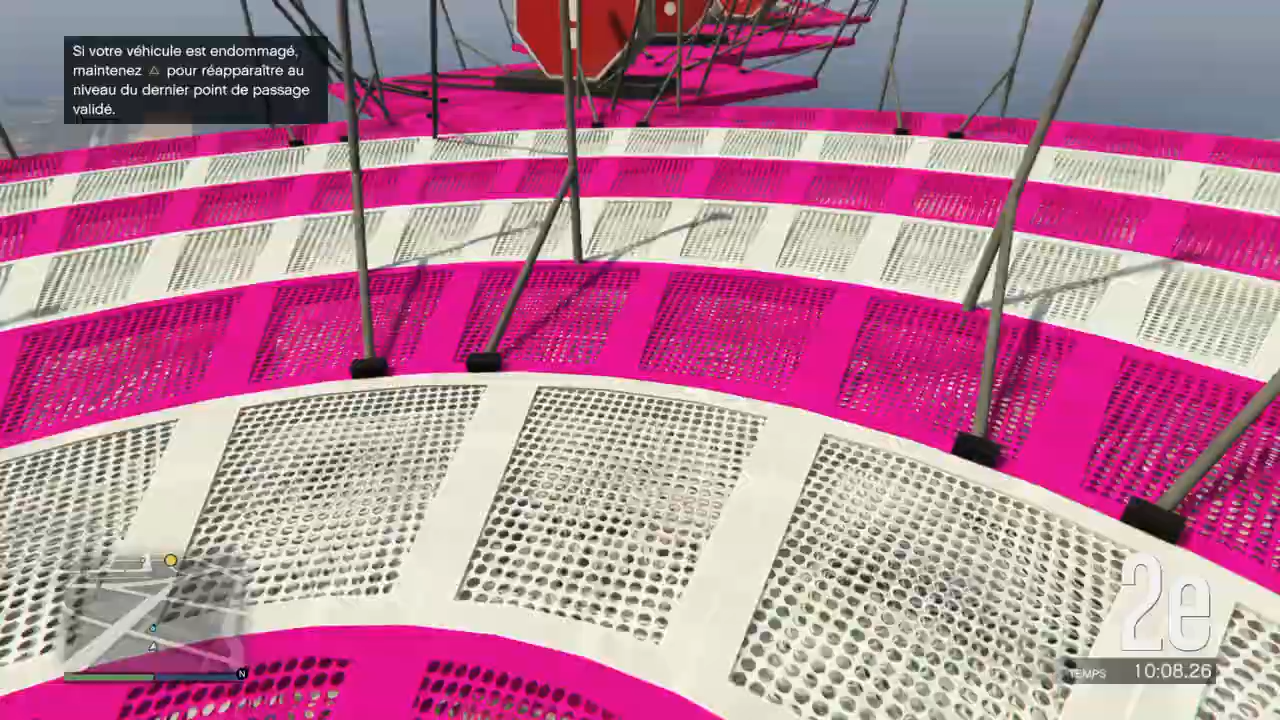 Si votre véhicule est endommagé,
maintenez △ pour réapparaître au
niveau du dernier point de passage
validé.
N
2e
TEMPS 10:08.26